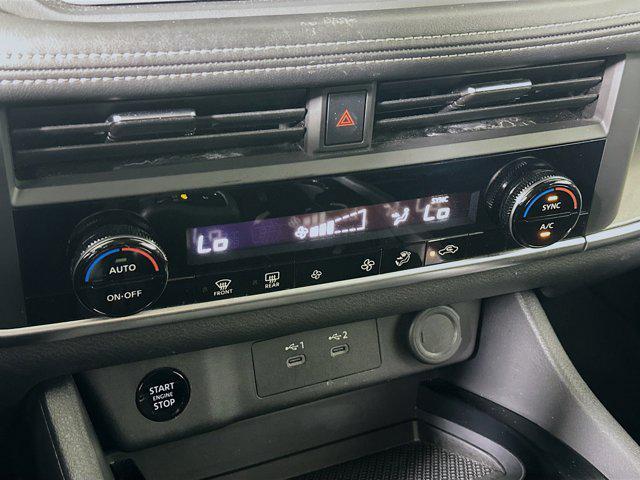 SYNC
Lo
Lo
AUTO
ON·OFF
FRONT
REAR
SYNC
A/C
1
2
START
ENGINE
STOP